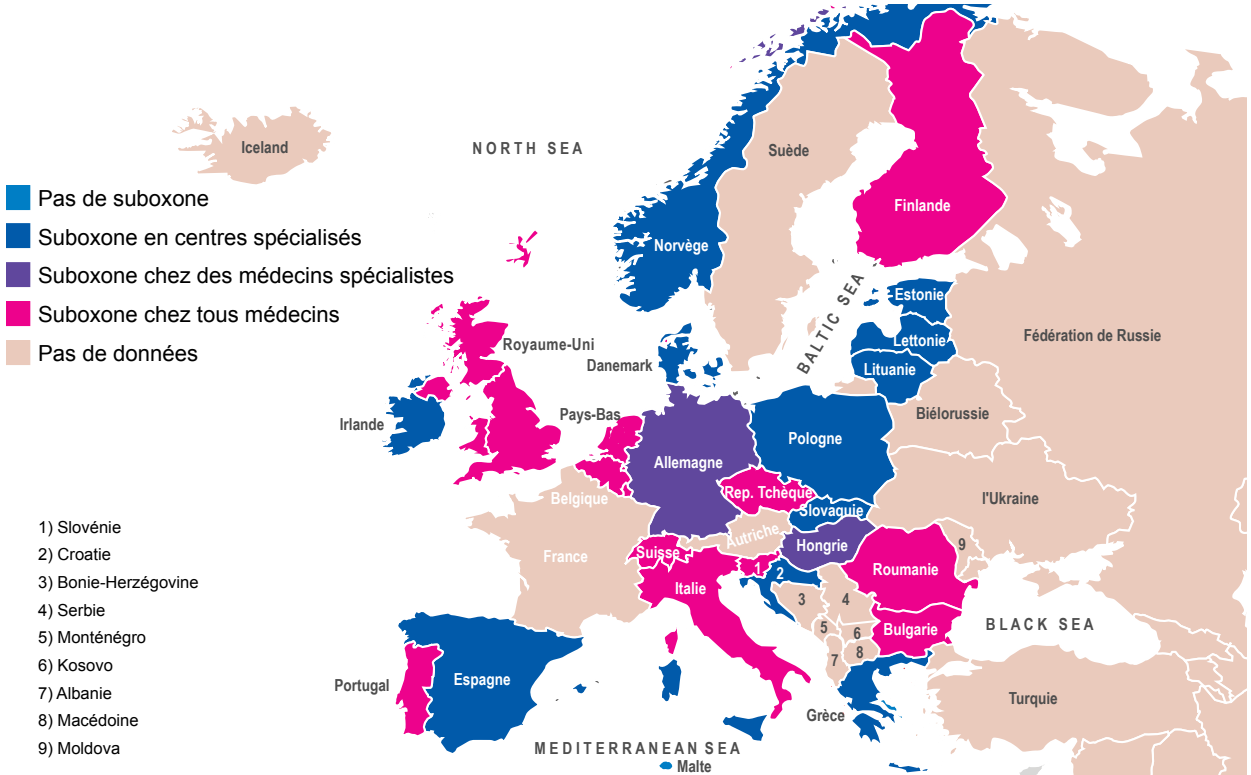 Iceland
NORTH SEA
Suède
Finlande
Norvège
Pas de suboxone
Suboxone en centres spécialisés
Suboxone chez des médecins spécialistes
Suboxone chez tous médecins
Pas de données
BALTIC SEA
Estonie
Lettonie
Lituanie
Fédération de Russie
Royaume-Uni
Danemark
Irlande
Pays-Bas
Biélorussie
Pologne
Allemagne
Belgique
Rep. Tchèque
l'Ukraine
Slovaquie
Autriche
Hongrie
France
Suisse
Italie
Roumanie
Bulgarie
1
2
3
4
5
6
7
8
9
BLACK SEA
1) Slovénie
2) Croatie
3) Bonie-Herzégovine
4) Serbie
5) Monténégro
6) Kosovo
7) Albanie
8) Macédoine
9) Moldova
Portugal
Espagne
Grèce
Turquie
MEDITERRANEAN SEA
Malte